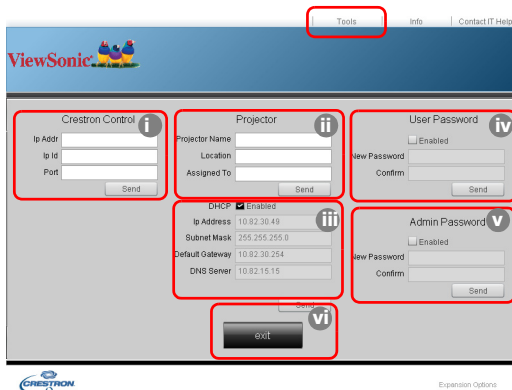 Tools Info Contact IT Help
ViewSonic
Crestron Control i
Ip Addr
Ip Id
Port
Send
Projector ii
Projector Name
Location
Assigned To
Send
DHCP Enabled iii
Ip Address 10.82.30.49
Subnet Mask 255.255.255.0
Default Gateway 10.82.30.254
DNS Server 10.82.15.15
Send
User Password iv
Enabled
New Password
Confirm
Send
Admin Password v
Enabled
New Password
Confirm
Send
vi
exit
CRESTRON
Expansion Options